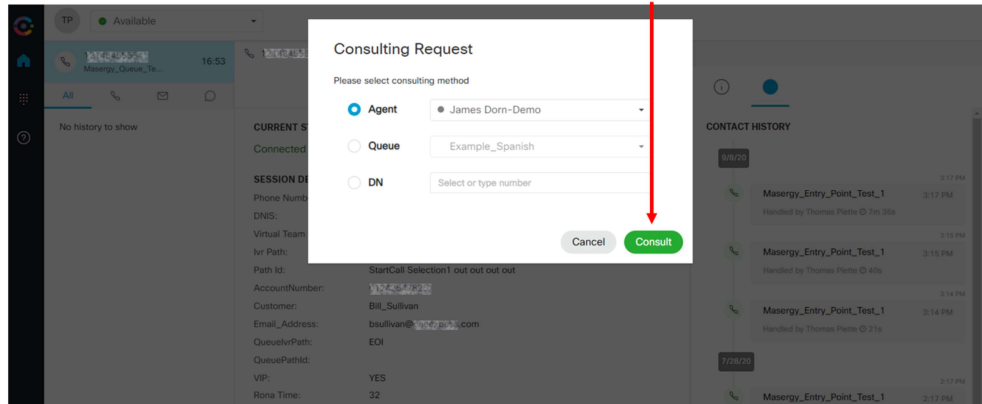 TP
Available
Masergy_Queue_Te...
16:53
All
No history to show
CURRENT S
Connected
SESSION DE
Phone Numb
DNIS:
Virtual Team
Ivr Path:
Path Id:
StartCall Selection1 out out out out
AccountNumber:
Customer:
Bill_Sullivan
Email_Address:
bsullivan@
.com
QueueIvrPath:
EOI
QueuePathId:
VIP:
YES
Rona Time:
32
Consulting Request
Please select consulting method
Agent
James Dorn-Demo
Queue
Example_Spanish
DN
Select or type number
Cancel
Consult
CONTACT HISTORY
9/8/20
3:17 PM
Masergy_Entry_Point_Test_1
3:17 PM
Handled by Thomas Piette 7m 36s
3:15 PM
Masergy_Entry_Point_Test_1
3:15 PM
Handled by Thomas Piette 40s
3:14 PM
Masergy_Entry_Point_Test_1
3:14 PM
Handled by Thomas Piette 21s
7/28/20
2:17 PM
Masergy_Entry_Point_Test_1
2:17 PM